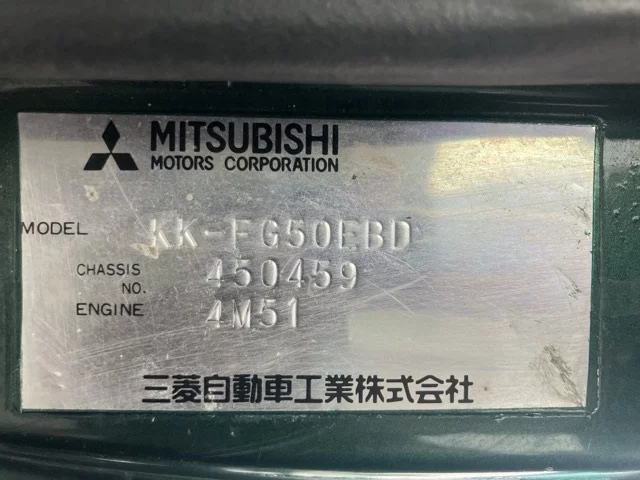 MITSUBISHI
MOTORS CORPORATION
MODEL KK-FG50EBD
CHASSIS NO. 450459
ENGINE 4M51
三菱自動車工業株式会社